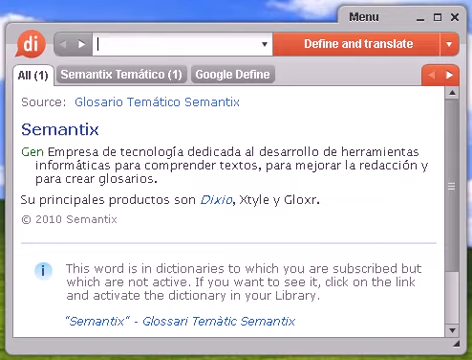 Menu
di
Define and translate
All (1)
Semantix Temático (1)
Google Define
Source: Glosario Temático Semantix
Semantix
Gen Empresa de tecnología dedicada al desarrollo de herramientas
informáticas para comprender textos, para mejorar la redacción y
para crear glosarios.
Su principales productos son Dixio, Xtyle y Gloxr.
© 2010 Semantix
i
This word is in dictionaries to which you are subscribed but
which are not active. If you want to see it, click on the link
and activate the dictionary in your Library.
"Semantix" - Glossari Temàtic Semantix